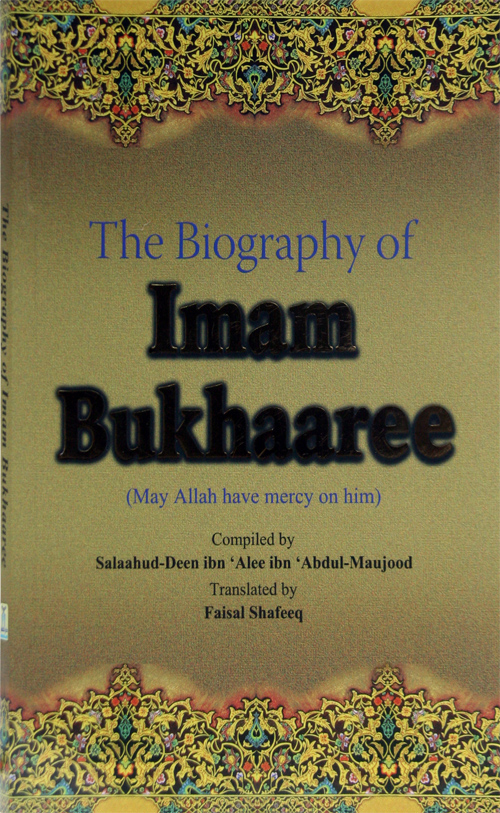 The Biography of
Imam
Bukhaaree
(May Allah have mercy on him)
Compiled by
Salaahud-Deen ibn ‘Alee ibn ‘Abdul-Maujood
Translated by
Faisal Shafeeq
The Biography of Imam Bukhaaree